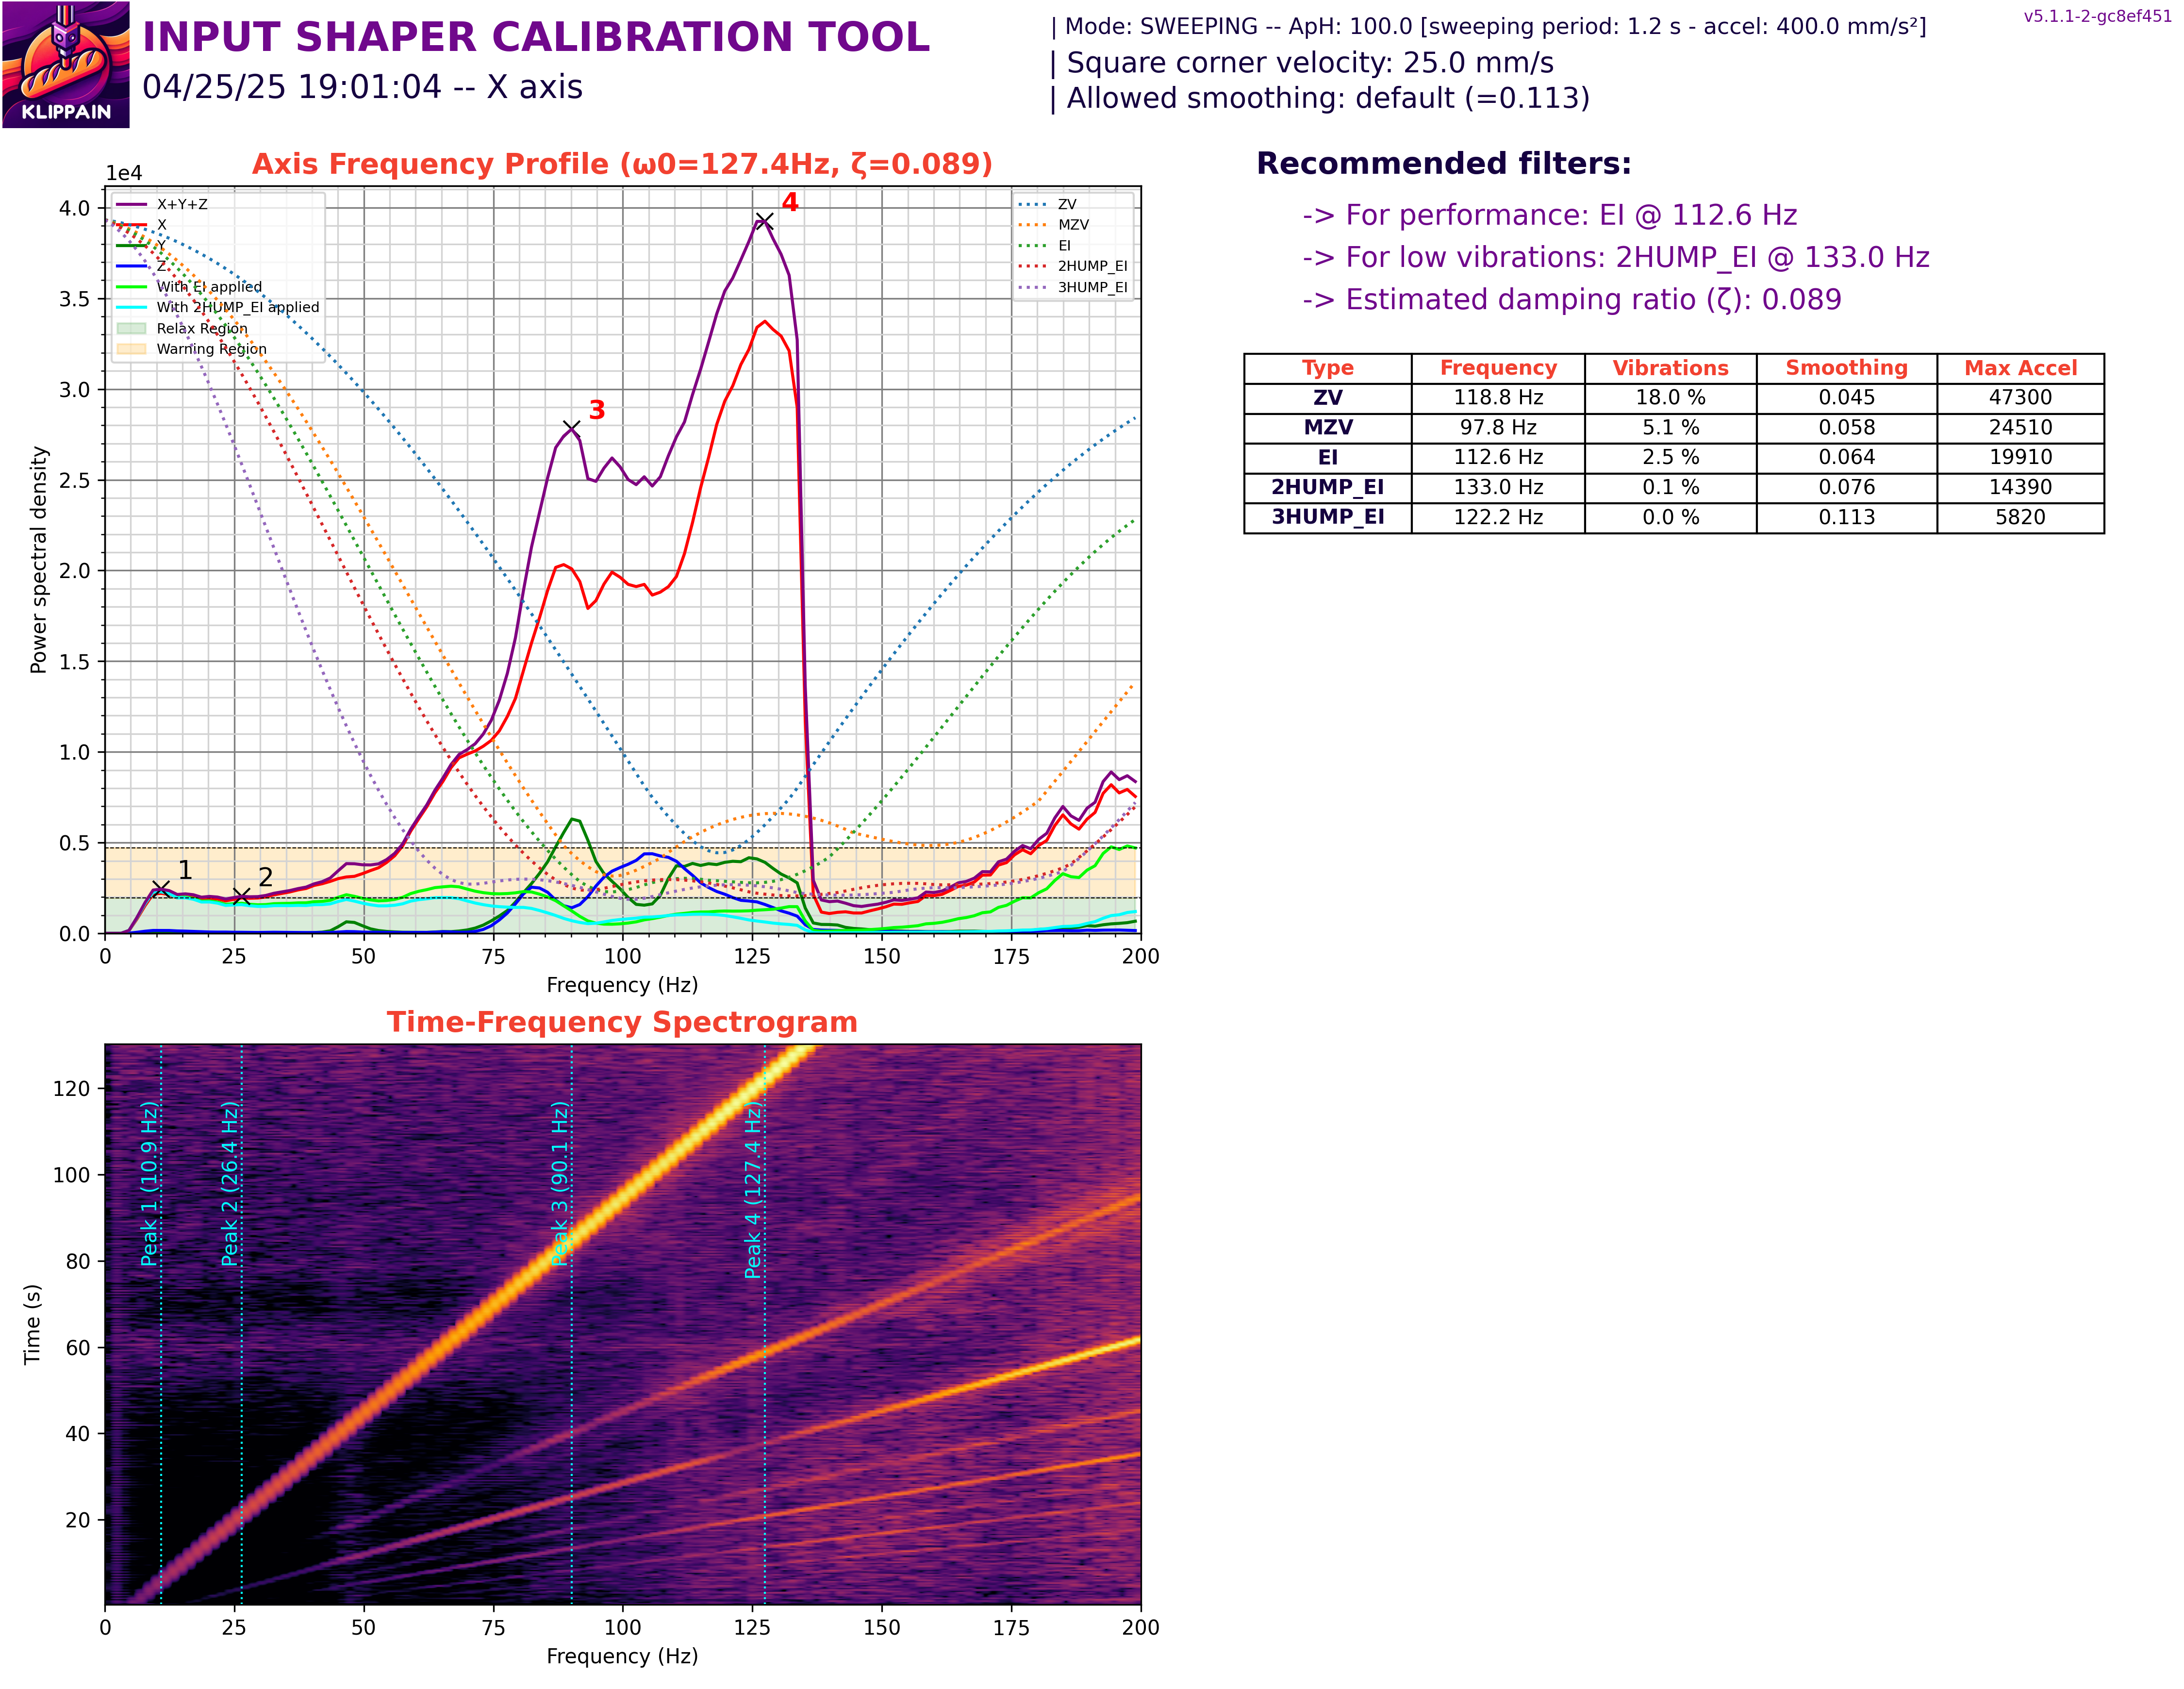 INPUT SHAPER CALIBRATION TOOL
04/25/25 19:01:04 -- X axis
KLIPPAIN
| Mode: SWEEPING -- ApH: 100.0 [sweeping period: 1.2 s - accel: 400.0 mm/s²]
| Square corner velocity: 25.0 mm/s
| Allowed smoothing: default (=0.113)
v5.1.1-2-gc8ef451
Axis Frequency Profile (ω0=127.4Hz, ζ=0.089)
1e4
4.0
3.5
3.0
2.5
2.0
1.5
1.0
0.5
0.0
Power spectral density
X+Y+Z
X
Y
Z
With EI applied
With 2HUMP_EI applied
Relax Region
Warning Region
ZV
MZV
EI
2HUMP_EI
3HUMP_EI
1
2
3
4
0 25 50 75 100 125 150 175 200
Frequency (Hz)
Recommended filters:
-> For performance: EI @ 112.6 Hz
-> For low vibrations: 2HUMP_EI @ 133.0 Hz
-> Estimated damping ratio (ζ): 0.089
Type Frequency Vibrations Smoothing Max Accel
ZV 118.8 Hz 18.0 % 0.045 47300
MZV 97.8 Hz 5.1 % 0.058 24510
EI 112.6 Hz 2.5 % 0.064 19910
2HUMP_EI 133.0 Hz 0.1 % 0.076 14390
3HUMP_EI 122.2 Hz 0.0 % 0.113 5820
Time-Frequency Spectrogram
120
100
80
60
40
20
Time (s)
Peak 1 (10.9 Hz)
Peak 2 (26.4 Hz)
Peak 3 (90.1 Hz)
Peak 4 (127.4 Hz)
0 25 50 75 100 125 150 175 200
Frequency (Hz)